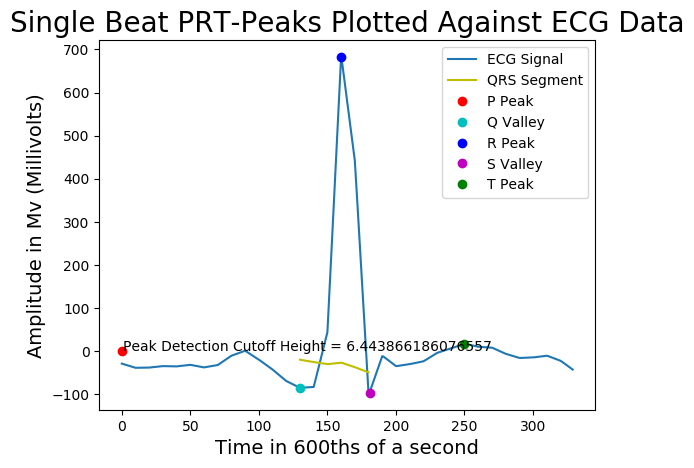 Single Beat PRT-Peaks Plotted Against ECG Data
Amplitude in Mv (Millivolts)
700
600
500
400
300
200
100
0
−100
ECG Signal
QRS Segment
P Peak
Q Valley
R Peak
S Valley
T Peak
Peak Detection Cutoff Height = 6.443866186076557
0
50
100
150
200
250
300
Time in 600ths of a second